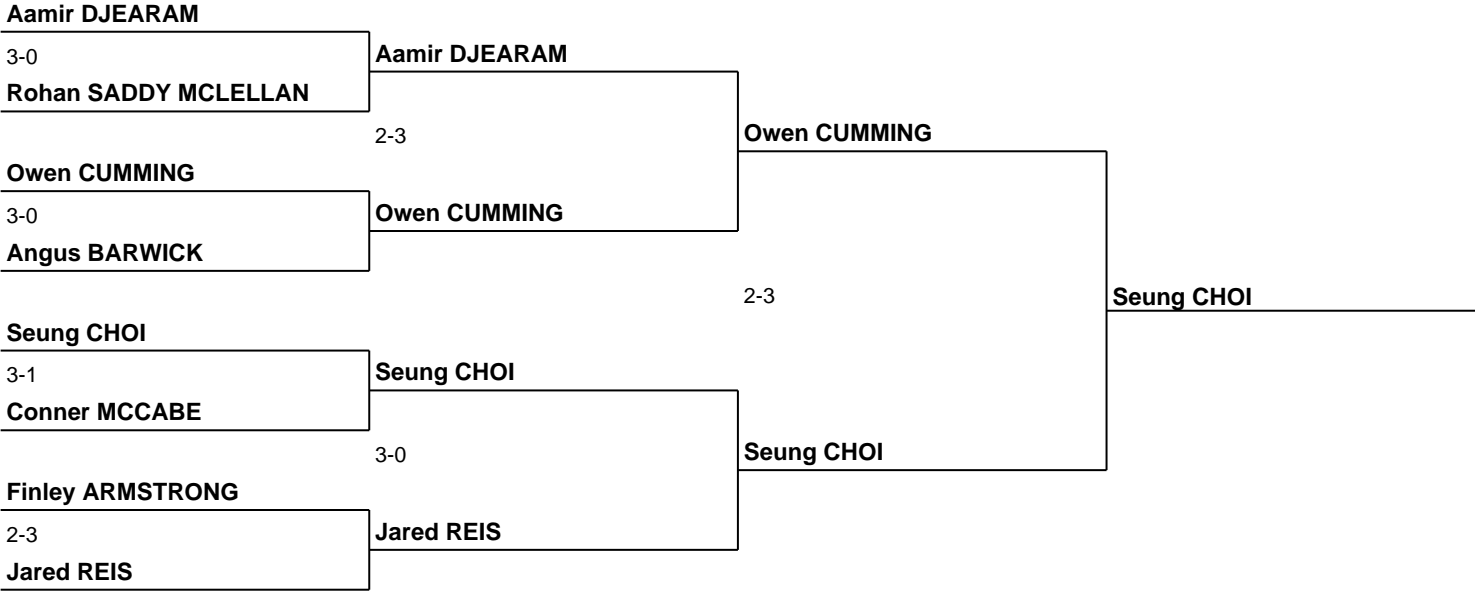 Aamir DJEARAM
3-0
Aamir DJEARAM
Rohan SADDY MCLELLAN
2-3
Owen CUMMING
Owen CUMMING
3-0
Owen CUMMING
Angus BARWICK
2-3
Seung CHOI
Seung CHOI
3-1
Seung CHOI
Conner MCCABE
3-0
Seung CHOI
Finley ARMSTRONG
2-3
Jared REIS
Jared REIS